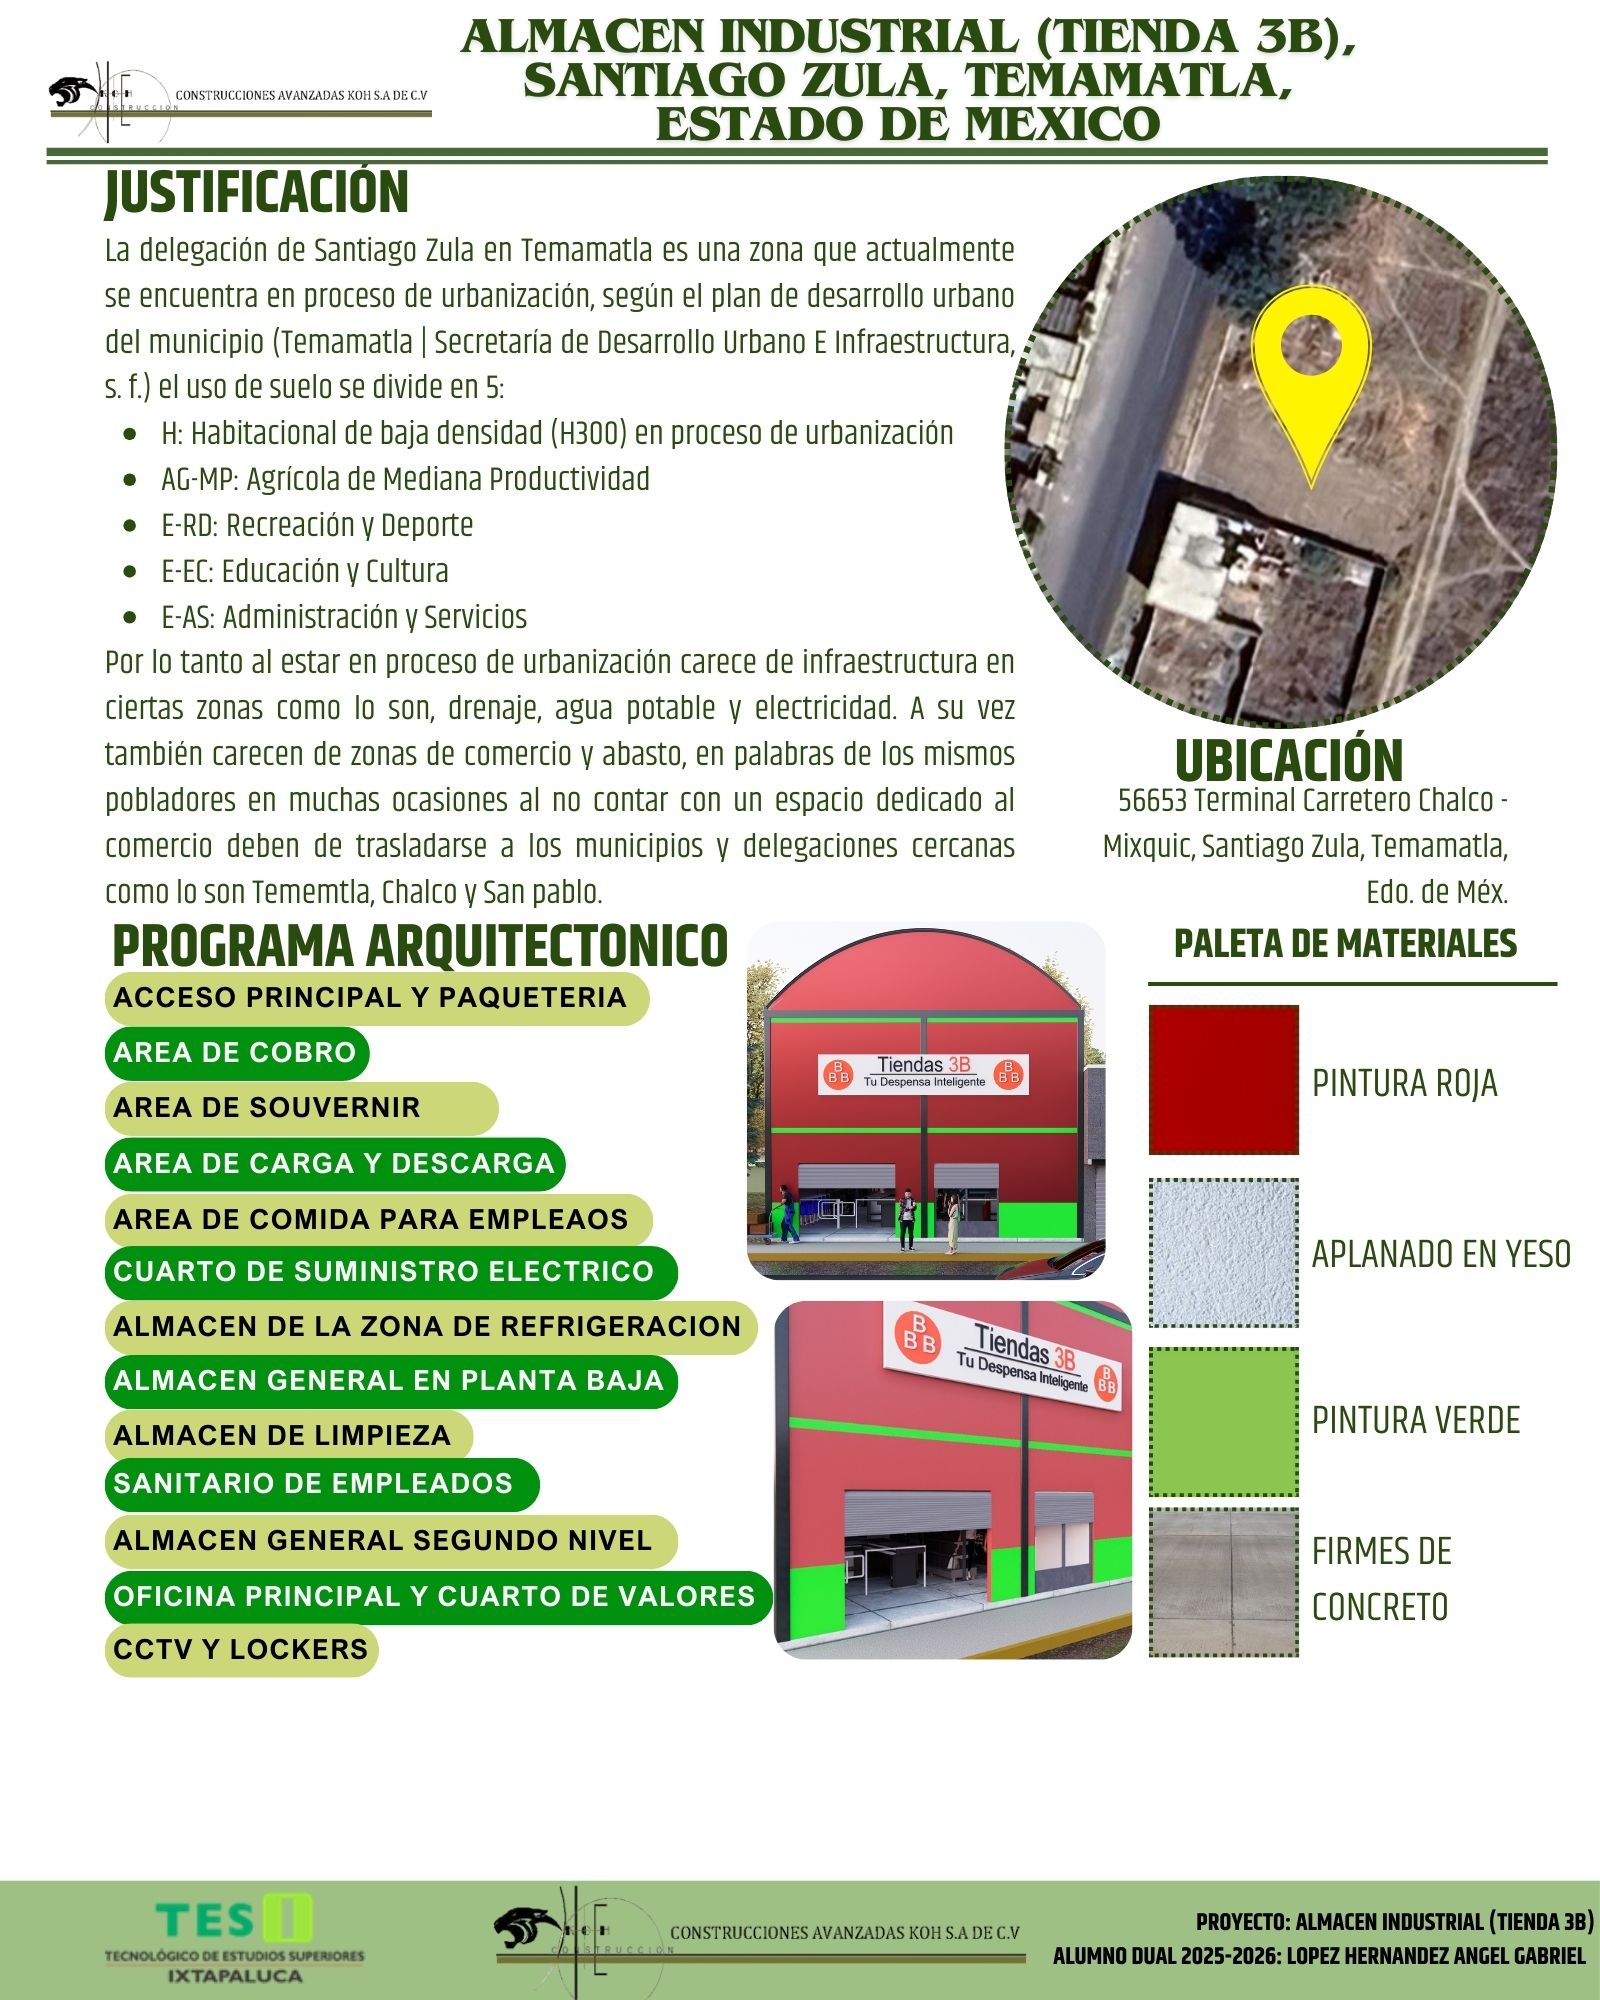 ALMACEN INDUSTRIAL (TIENDA 3B),
SANTIAGO ZULA, TEMAMATLA,
ESTADO DE MEXICO
KOH
CONSTRUCCION
CONSTRUCCIONES AVANZADAS KOH S.A DE C.V
JUSTIFICACIÓN
La delegación de Santiago Zula en Temamatla es una zona que actualmente
se encuentra en proceso de urbanización, según el plan de desarrollo urbano
del municipio (Temamatla | Secretaría de Desarrollo Urbano E Infraestructura,
s. f.) el uso de suelo se divide en 5:
• H: Habitacional de baja densidad (H300) en proceso de urbanización
• AG-MP: Agrícola de Mediana Productividad
• E-RD: Recreación y Deporte
• E-EC: Educación y Cultura
• E-AS: Administración y Servicios
Por lo tanto al estar en proceso de urbanización carece de infraestructura en
ciertas zonas como lo son, drenaje, agua potable y electricidad. A su vez
también carecen de zonas de comercio y abasto, en palabras de los mismos
pobladores en muchas ocasiones al no contar con un espacio dedicado al
comercio deben de trasladarse a los municipios y delegaciones cercanas
como lo son Tememtla, Chalco y San pablo.
UBICACIÓN
56653 Terminal Carretero Chalco -
Mixquic, Santiago Zula, Temamatla,
Edo. de Méx.
PROGRAMA ARQUITECTONICO
ACCESO PRINCIPAL Y PAQUETERIA
AREA DE COBRO
AREA DE SOUVERNIR
AREA DE CARGA Y DESCARGA
AREA DE COMIDA PARA EMPLEAOS
CUARTO DE SUMINISTRO ELECTRICO
ALMACEN DE LA ZONA DE REFRIGERACION
ALMACEN GENERAL EN PLANTA BAJA
ALMACEN DE LIMPIEZA
SANITARIO DE EMPLEADOS
ALMACEN GENERAL SEGUNDO NIVEL
OFICINA PRINCIPAL Y CUARTO DE VALORES
CCTV Y LOCKERS
B
B B
Tiendas 3B
Tu Despensa Inteligente
B
B B
B
B B
Tiendas 3B
Tu Despensa Inteligente
B
B B
PALETA DE MATERIALES
PINTURA ROJA
APLANADO EN YESO
PINTURA VERDE
FIRMES DE
CONCRETO
TESI
TECNOLÓGICO DE ESTUDIOS SUPERIORES
IXTAPALUCA
KOH
CONSTRUCCION
CONSTRUCCIONES AVANZADAS KOH S.A DE C.V
PROYECTO: ALMACEN INDUSTRIAL (TIENDA 3B)
ALUMNO DUAL 2025-2026: LOPEZ HERNANDEZ ANGEL GABRIEL